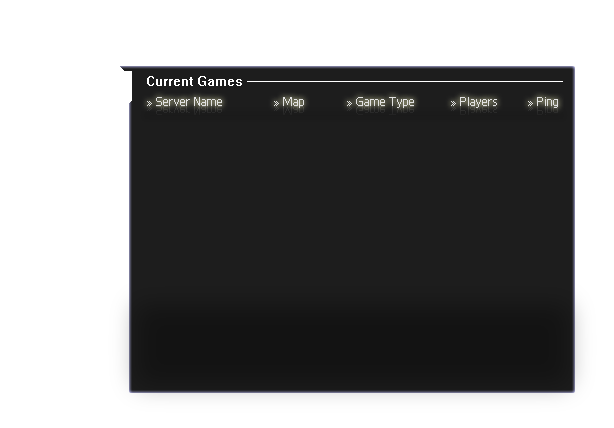 Current Games
» Server Name » Map » Game Type » Players » Ping